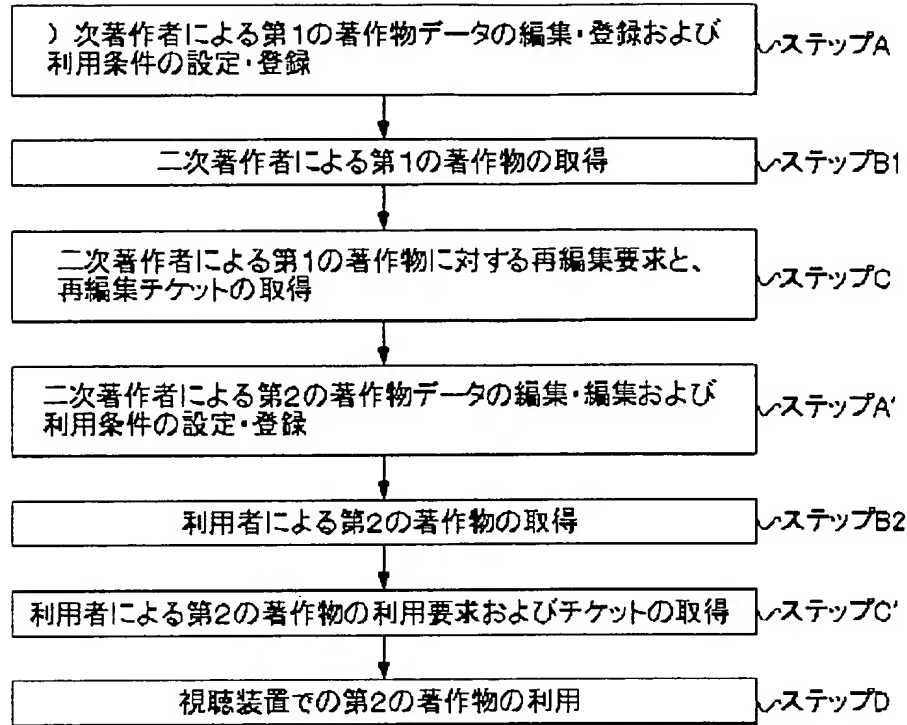 ）次著作者による第1の著作物データの編集・登録および
利用条件の設定・登録
ステップA
二次著作者による第1の著作物の取得
ステップB1
二次著作者による第1の著作物に対する再編集要求と、
再編集チケットの取得
ステップC
二次著作者による第2の著作物データの編集・編集および
利用条件の設定・登録
ステップA'
利用者による第2の著作物の取得
ステップB2
利用者による第2の著作物の利用要求およびチケットの取得
ステップC'
視聴装置での第2の著作物の利用
ステップD